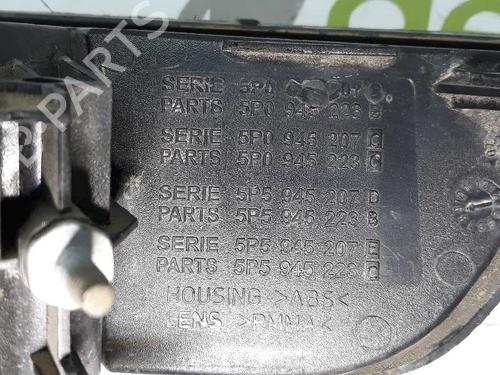 SERIE 5P0 207
PARTS 5P0 945 223 B
SERIE 5P0 945 207 C
PARTS 5P0 945 223 C
SERIE 5P5 945 207 D
PARTS 5P5 945 223 B
SERIE 5P5 945 207 E
PARTS 5P5 945 223 C
HOUSING >ABS<
LENS >PMMA<